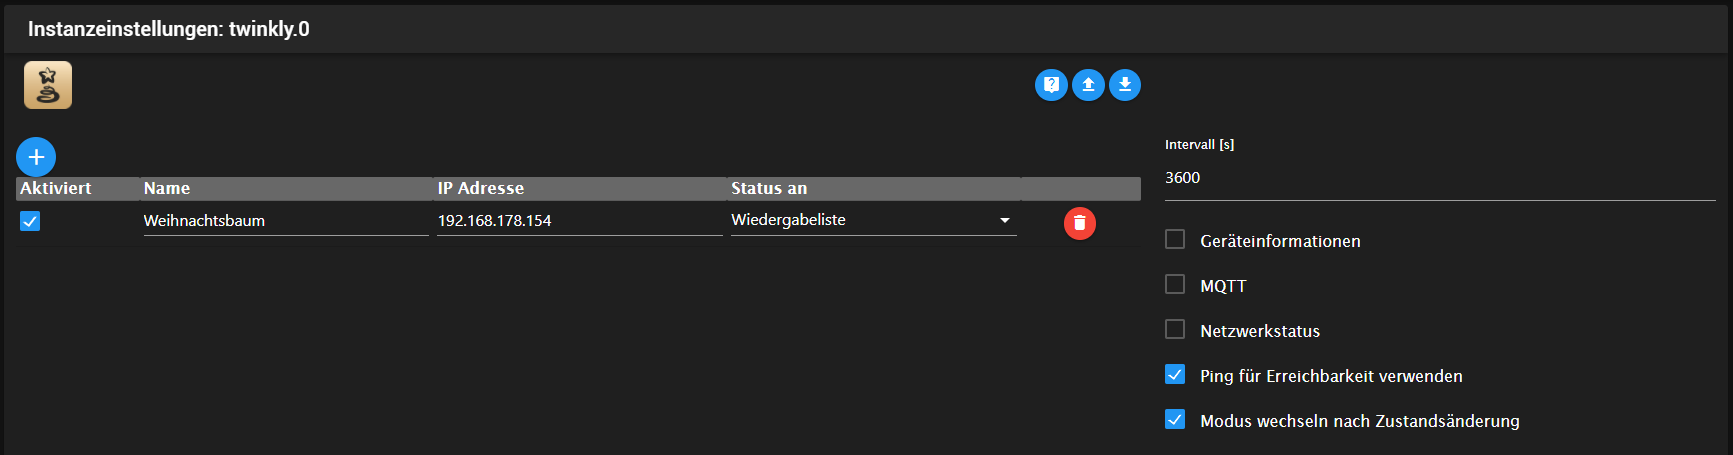 Instanzeinstellungen: twinkly.0
Aktiviert Name IP Adresse Status an
Weihnachtsbaum 192.168.178.154 Wiedergabeliste
Intervall [s]
3600
Geräteinformationen
MQTT
Netzwerkstatus
Ping für Erreichbarkeit verwenden
Modus wechseln nach Zustandsänderung